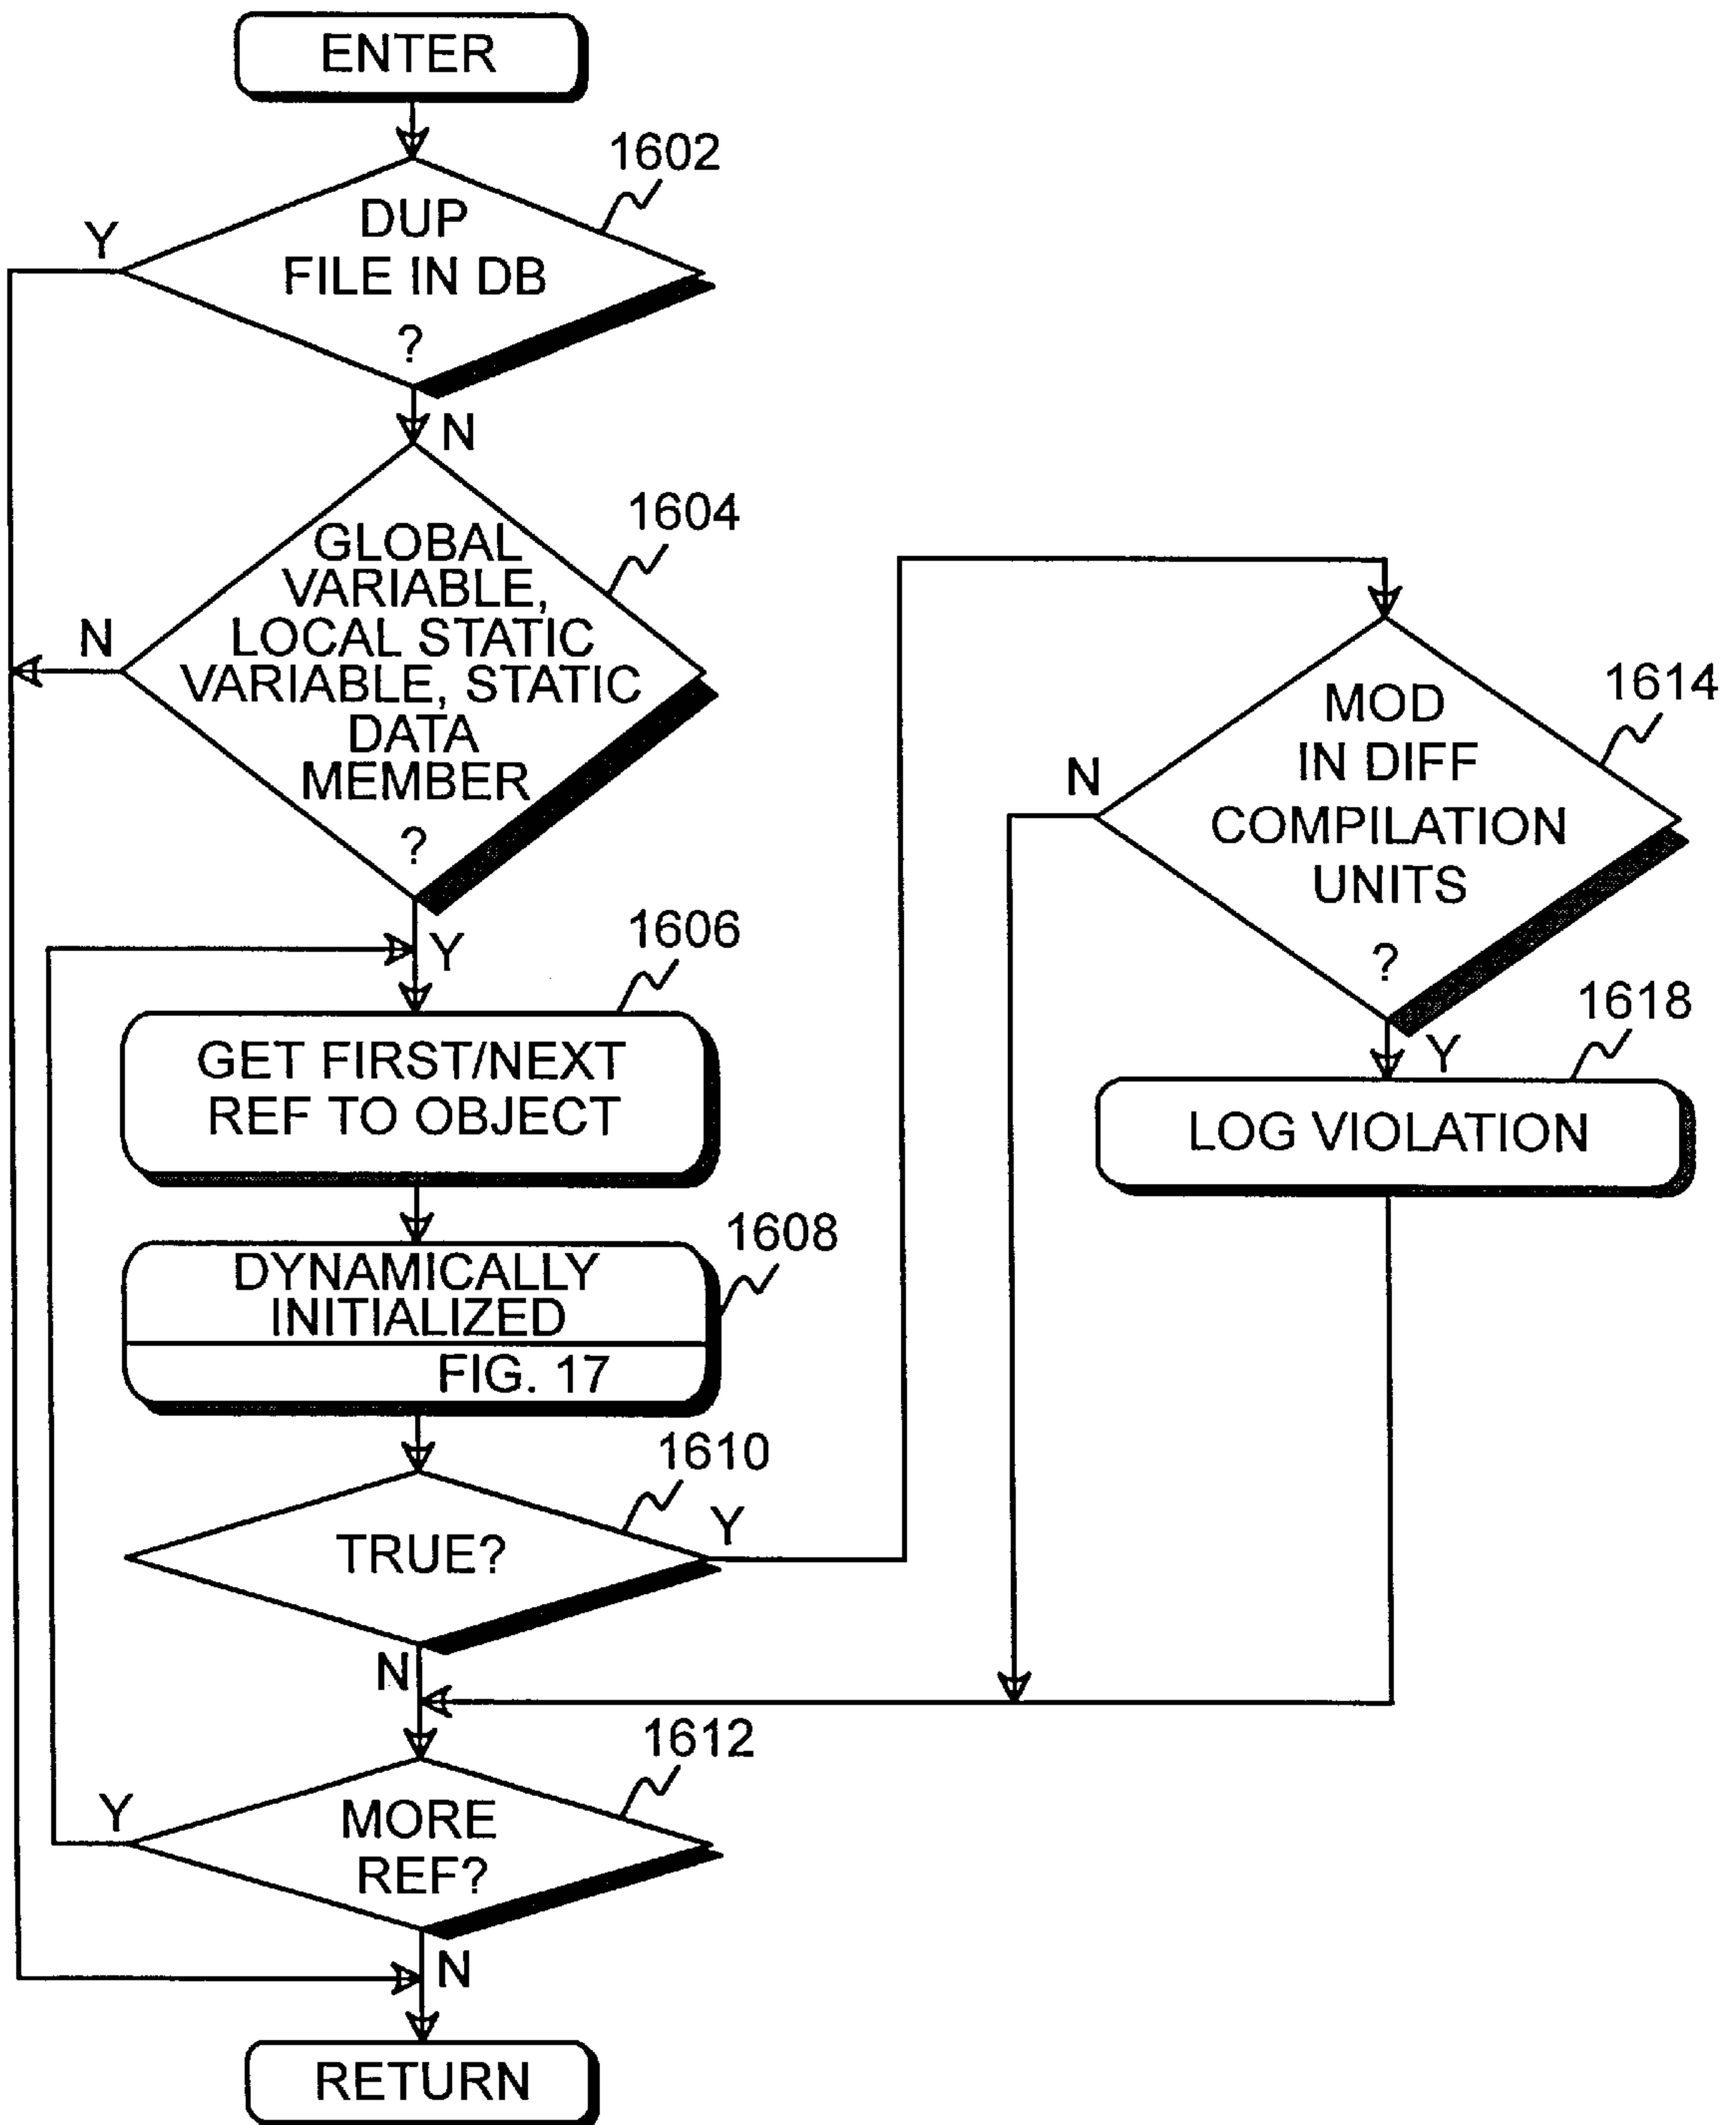 ENTER
1602
DUP
FILE IN DB
?
Y
N
1604
GLOBAL
VARIABLE,
LOCAL STATIC
VARIABLE, STATIC
DATA
MEMBER
?
N
Y
1606
GET FIRST/NEXT
REF TO OBJECT
1608
DYNAMICALLY
INITIALIZED
FIG. 17
1610
TRUE?
Y
N
1612
MORE
REF?
Y
N
RETURN
1614
MOD
IN DIFF
COMPILATION
UNITS
?
N
Y
1618
LOG VIOLATION